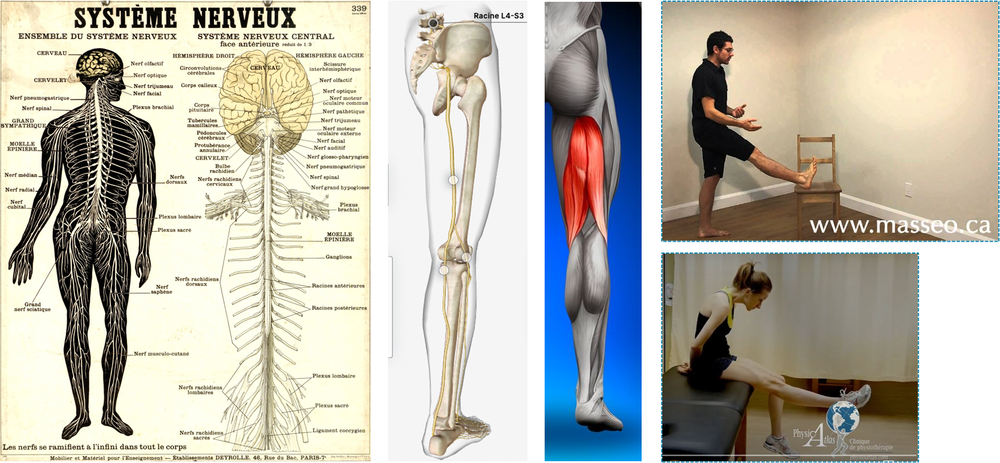 SYSTÈME NERVEUX
339
ENSEMBLE DU SYSTÈME NERVEUX
CERVEAU
CERVELET
Nerf pneumogastrique
Nerf spinal
GRAND
SYMPATHIQUE
MOELLE
ÉPINIÈRE
Nerf médian
Nerf radial
Nerf
cubital
Grand
nerf sciatique
Nerf olfactif
Nerf optique
Nerf trijumeau
Nerf facial
Plexus brachial
Nerfs
dorsaux
Plexus lombaire
Plexus sacré
Nerf
saphène
Nerf musculo-cutané
Les nerfs se ramifient à l'infini dans tout le corps
SYSTÈME NERVEUX CENTRAL
face antérieure réduit de 1/3
HÉMISPHÈRE DROIT
HÉMISPHÈRE GAUCHE
CERVEAU
Circonvolutions
cérébrales
Corps calleux
Corps
pituitaire
Tubercules
mamillaires
Pédoncules
cérébraux
Protubérance
annulaire
CERVELET
Bulbe
rachidien
Nerfs rachidiens
cervicaux
Nerfs rachidiens
dorsaux
Nerfs rachidiens
lombaires
Nerfs rachidiens
sacrés
Scissure
interhémisphérique
Nerf olfactif
Nerf optique
Nerf moteur
oculaire commun
Nerf pathétique
Nerf trijumeau
Nerf moteur
oculaire externe
Nerf facial
Nerf auditif
Nerf glosso-pharyngien
Nerf pneumogastrique
Nerf spinal
Nerf grand hypoglosse
Plexus
brachial
MOELLE
ÉPINIÈRE
Ganglions
Racines antérieures
Racines postérieures
Plexus lombaire
Plexus sacré
Ligament coccygien
Mobilier et Matériel pour l'Enseignement — Établissements DEYROLLE, 46, Rue du Bac, PARIS-7e
Racine L4-S3
www.masseo.ca
Physio Atlas
Clinique
de physiothérapie
physioatlas.com